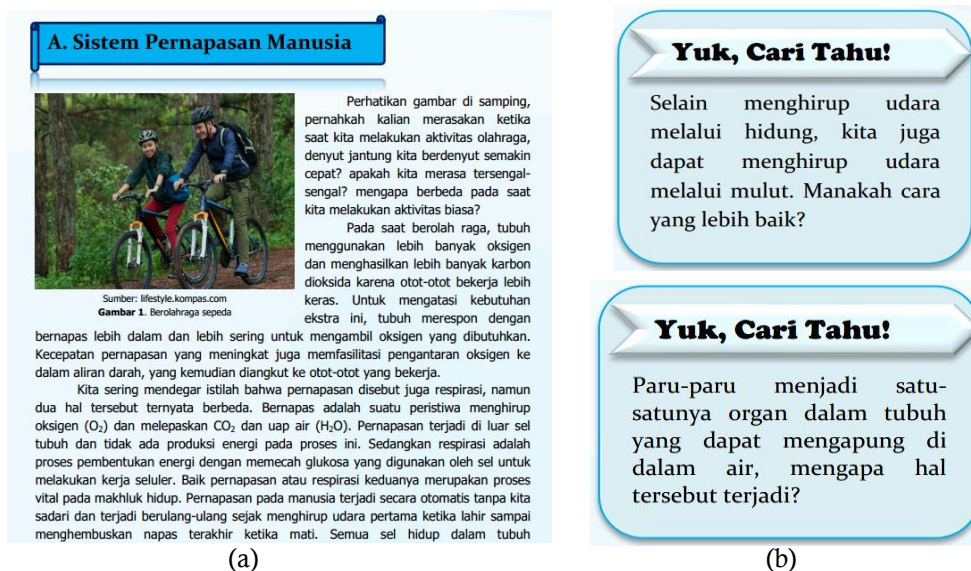 A. Sistem Pernapasan Manusia
Perhatikan gambar di samping,
pernahkah kalian merasakan ketika
saat kita melakukan aktivitas olahraga,
denyut jantung kita berdenyut semakin
cepat? apakah kita merasa tersengal-
sengal? mengapa berbeda pada saat
kita melakukan aktivitas biasa?
Pada saat berolah raga, tubuh
menggunakan lebih banyak oksigen
dan menghasilkan lebih banyak karbon
dioksida karena otot-otot bekerja lebih
keras. Untuk mengatasi kebutuhan
ekstra ini, tubuh merespon dengan
Sumber: lifestyle.kompas.com
Gambar 1. Berolahraga sepeda
bernapas lebih dalam dan lebih sering untuk mengambil oksigen yang dibutuhkan.
Kecepatan pernapasan yang meningkat juga memfasilitasi pengantaran oksigen ke
dalam aliran darah, yang kemudian diangkut ke otot-otot yang bekerja.
Kita sering mendegar istilah bahwa pernapasan disebut juga respirasi, namun
dua hal tersebut ternyata berbeda. Bernapas adalah suatu peristiwa menghirup
oksigen (O₂) dan melepaskan CO₂ dan uap air (H₂O). Pernapasan terjadi di luar sel
tubuh dan tidak ada produksi energi pada proses ini. Sedangkan respirasi adalah
proses pembentukan energi dengan memecah glukosa yang digunakan oleh sel untuk
melakukan kerja seluler. Baik pernapasan atau respirasi keduanya merupakan proses
vital pada makhluk hidup. Pernapasan pada manusia terjadi secara otomatis tanpa kita
sadari dan terjadi berulang-ulang sejak menghirup udara pertama ketika lahir sampai
menghembuskan napas terakhir ketika mati. Semua sel hidup dalam tubuh
(a)
Yuk, Cari Tahu!
Selain menghirup udara
melalui hidung, kita juga
dapat menghirup udara
melalui mulut. Manakah cara
yang lebih baik?
Yuk, Cari Tahu!
Paru-paru menjadi satu-
satunya organ dalam tubuh
yang dapat mengapung di
dalam air, mengapa hal
tersebut terjadi?
(b)